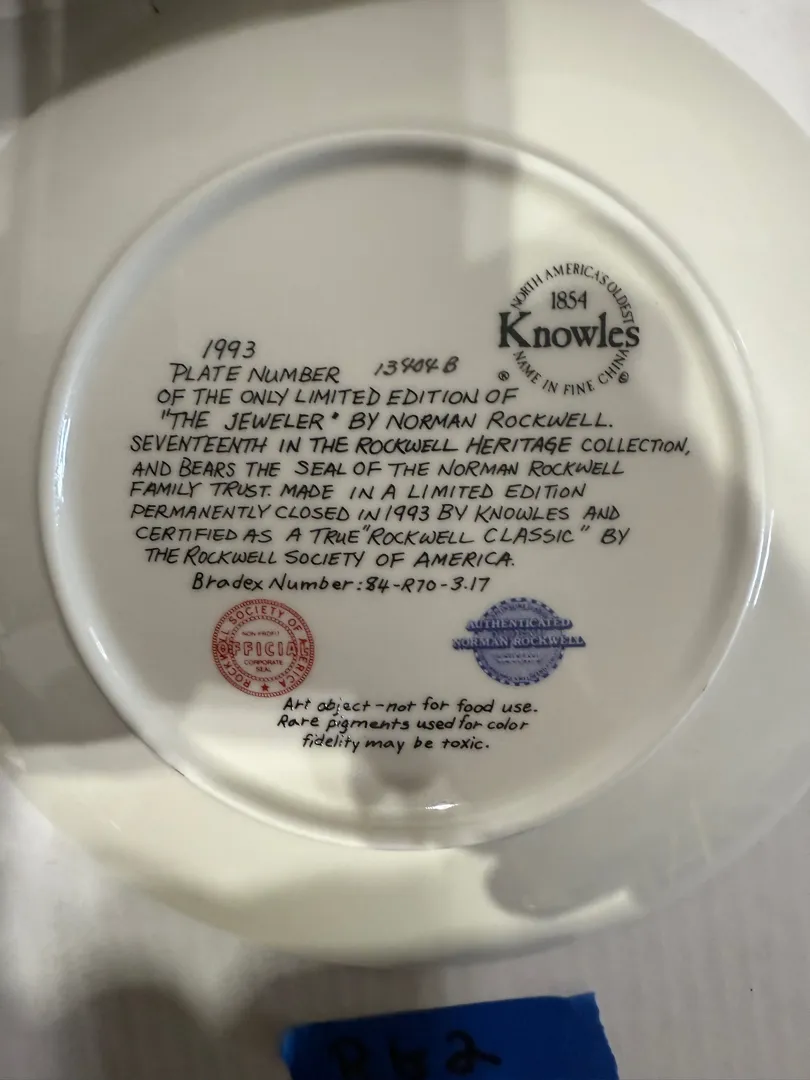 NORTH AMERICA'S OLDEST
1854
Knowles
NAME IN FINE CHINA
®
®
1993
PLATE NUMBER 13404B
OF THE ONLY LIMITED EDITION OF
"THE JEWELER" BY NORMAN ROCKWELL.
SEVENTEENTH IN THE ROCKWELL HERITAGE COLLECTION,
AND BEARS THE SEAL OF THE NORMAN ROCKWELL
FAMILY TRUST. MADE IN A LIMITED EDITION
PERMANENTLY CLOSED IN 1993 BY KNOWLES AND
CERTIFIED AS A TRUE "ROCKWELL CLASSIC" BY
THE ROCKWELL SOCIETY OF AMERICA.
Bradex Number: 84-R70-3.17
ROCKWELL SOCIETY OF AMERICA
NON-PROFIT
OFFICIAL
CORPORATE
SEAL
AUTHENTICATED
NORMAN ROCKWELL
Art object-not for food use.
Rare pigments used for color
fidelity may be toxic.